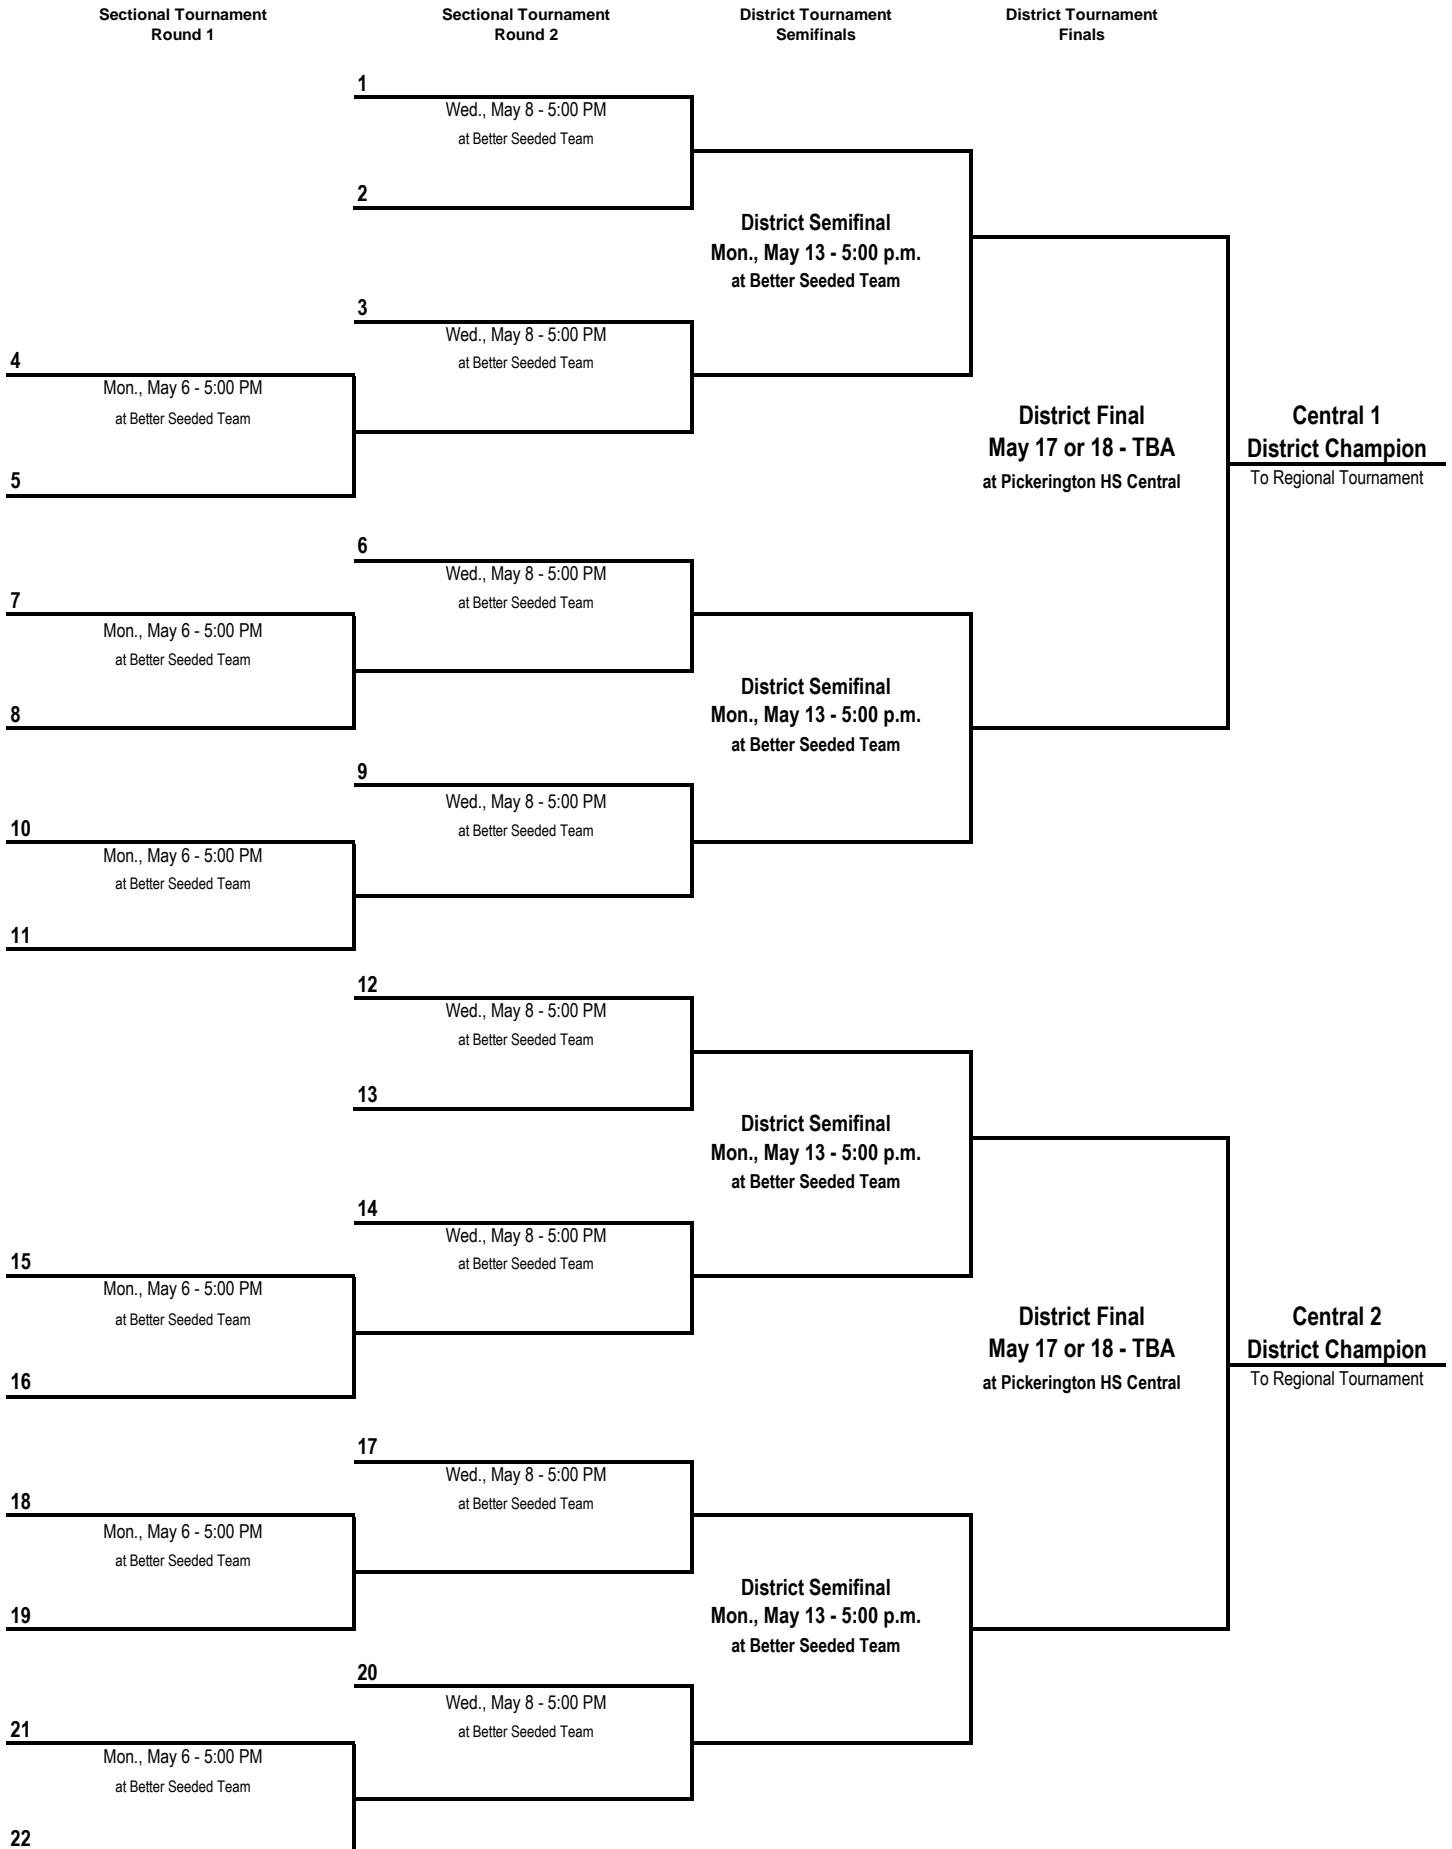 Sectional Tournament
Round 1
Sectional Tournament
Round 2
District Tournament
Semifinals
District Tournament
Finals
1
Wed., May 8 - 5:00 PM
at Better Seeded Team
2
District Semifinal
Mon., May 13 - 5:00 p.m.
at Better Seeded Team
3
Wed., May 8 - 5:00 PM
at Better Seeded Team
4
Mon., May 6 - 5:00 PM
at Better Seeded Team
5
District Final
May 17 or 18 - TBA
at Pickerington HS Central
Central 1
District Champion
To Regional Tournament
6
Wed., May 8 - 5:00 PM
at Better Seeded Team
7
Mon., May 6 - 5:00 PM
at Better Seeded Team
8
District Semifinal
Mon., May 13 - 5:00 p.m.
at Better Seeded Team
9
Wed., May 8 - 5:00 PM
at Better Seeded Team
10
Mon., May 6 - 5:00 PM
at Better Seeded Team
11
12
Wed., May 8 - 5:00 PM
at Better Seeded Team
13
District Semifinal
Mon., May 13 - 5:00 p.m.
at Better Seeded Team
14
Wed., May 8 - 5:00 PM
at Better Seeded Team
15
Mon., May 6 - 5:00 PM
at Better Seeded Team
16
District Final
May 17 or 18 - TBA
at Pickerington HS Central
Central 2
District Champion
To Regional Tournament
17
Wed., May 8 - 5:00 PM
at Better Seeded Team
18
Mon., May 6 - 5:00 PM
at Better Seeded Team
19
District Semifinal
Mon., May 13 - 5:00 p.m.
at Better Seeded Team
20
Wed., May 8 - 5:00 PM
at Better Seeded Team
21
Mon., May 6 - 5:00 PM
at Better Seeded Team
22